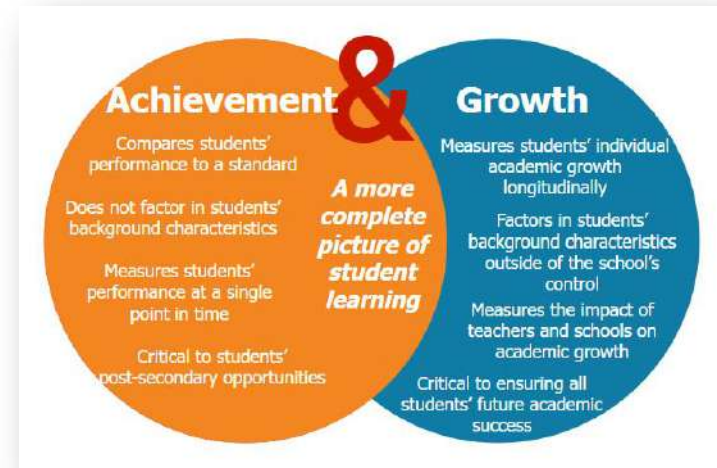 Achievement
&
Growth
Compares students'
performance to a standard
Does not factor in students'
background characteristics
Measures students'
performance at a single
point in time
Critical to students'
post-secondary opportunities
A more
complete
picture of
student
learning
Measures students' individual
academic growth
longitudinally
Factors in students'
background characteristics
outside of the school's
control
Measures the impact of
teachers and schools on
academic growth
Critical to ensuring all
students' future academic
success